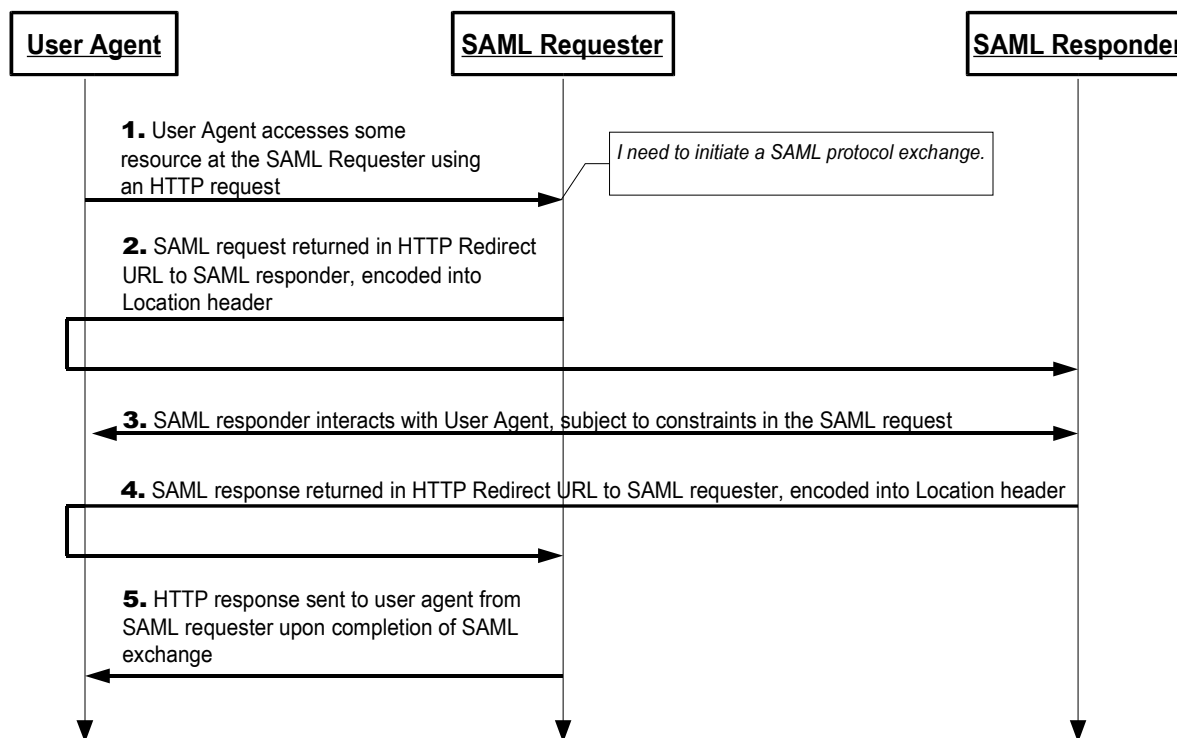 User Agent
SAML Requester
SAML Responder
1. User Agent accesses some
resource at the SAML Requester using
an HTTP request
I need to initiate a SAML protocol exchange.
2. SAML request returned in HTTP Redirect
URL to SAML responder, encoded into
Location header
3. SAML responder interacts with User Agent, subject to constraints in the SAML request
4. SAML response returned in HTTP Redirect URL to SAML requester, encoded into Location header
5. HTTP response sent to user agent from
SAML requester upon completion of SAML
exchange